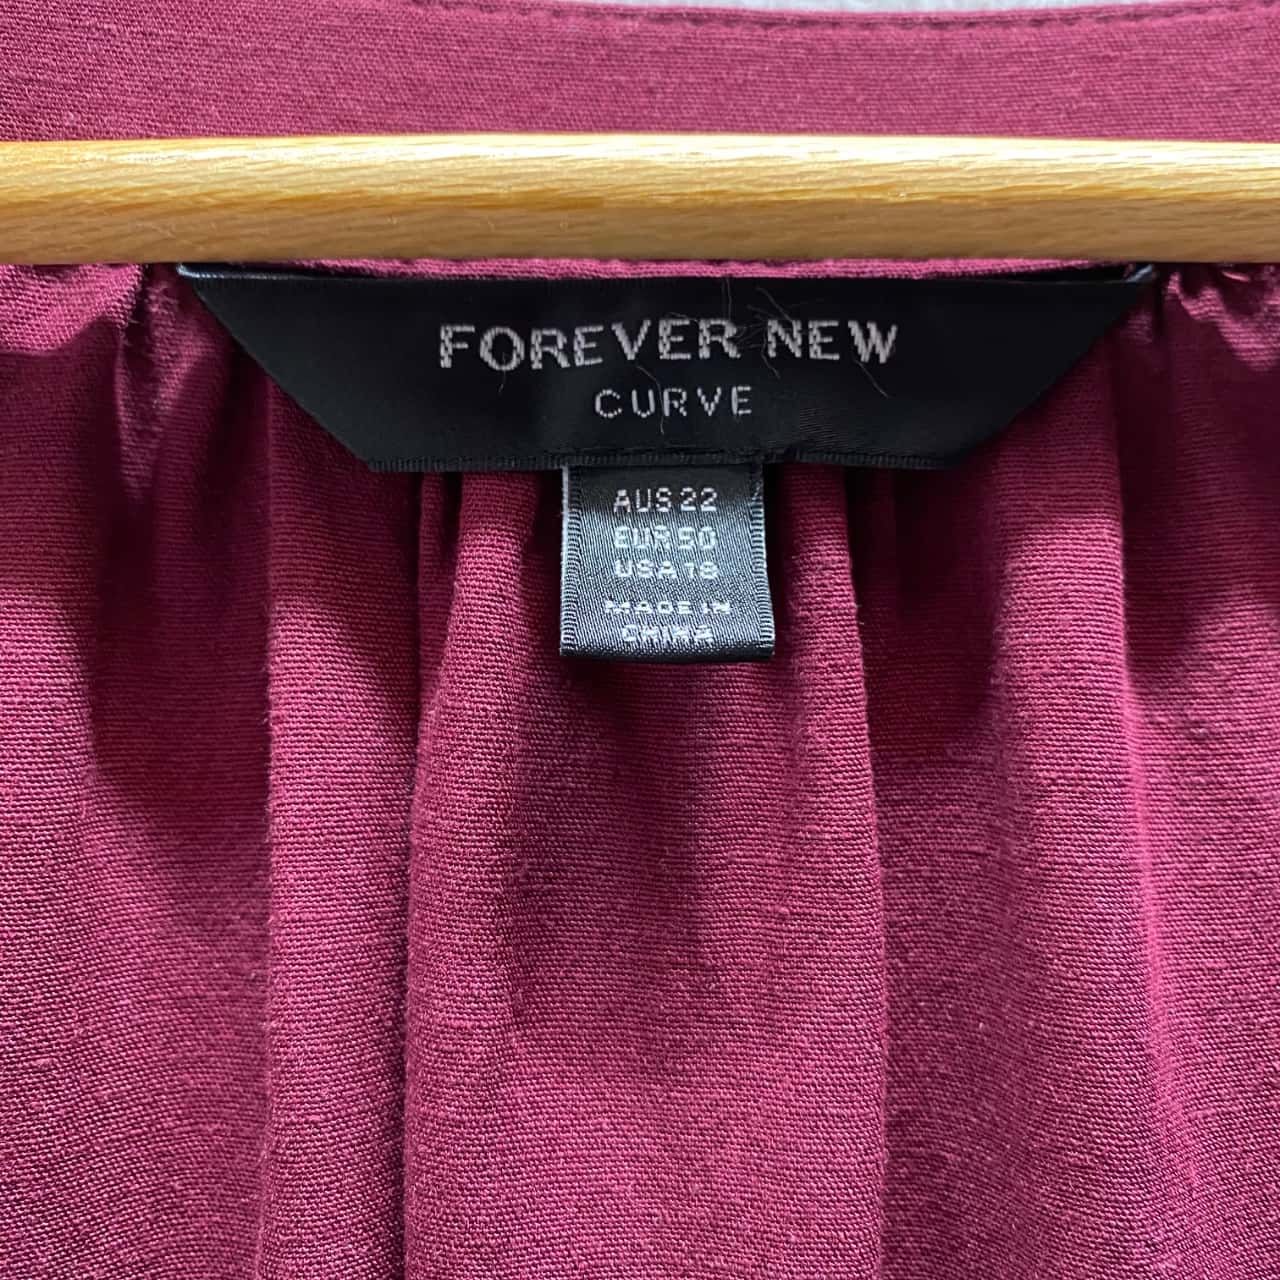 FOREVER NEW
CURVE
AUS 22
EUR 50
USA 18
MADE IN
CHINA